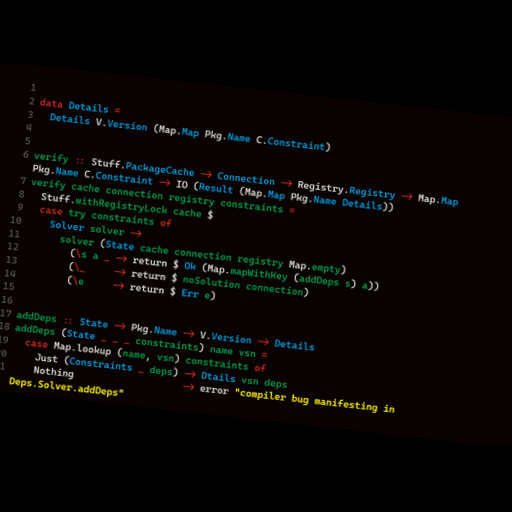 1
2 data Details =
3   Details V.Version (Map.Map Pkg.Name C.Constraint)
4
5
6 verify :: Stuff.PackageCache -> Connection -> Registry.Registry -> Map.Map
Pkg.Name C.Constraint -> IO (Result (Map.Map Pkg.Name Details))
7 verify cache connection registry constraints =
8   Stuff.withRegistryLock cache $
9   case try constraints of
10     Solver solver ->
11       solver (State cache connection registry Map.empty)
12         (\s a _ -> return $ Ok (Map.mapWithKey (addDeps s) a))
13         (\_     -> return $ noSolution connection)
14         (\e     -> return $ Err e)
15
16
17 addDeps :: State -> Pkg.Name -> V.Version -> Details
18 addDeps (State _ _ _ constraints) name vsn =
19   case Map.lookup (name, vsn) constraints of
0     Just (Constraints _ deps) -> Dtails vsn deps
1     Nothing                   -> error "compiler bug manifesting in
Deps.Solver.addDeps"